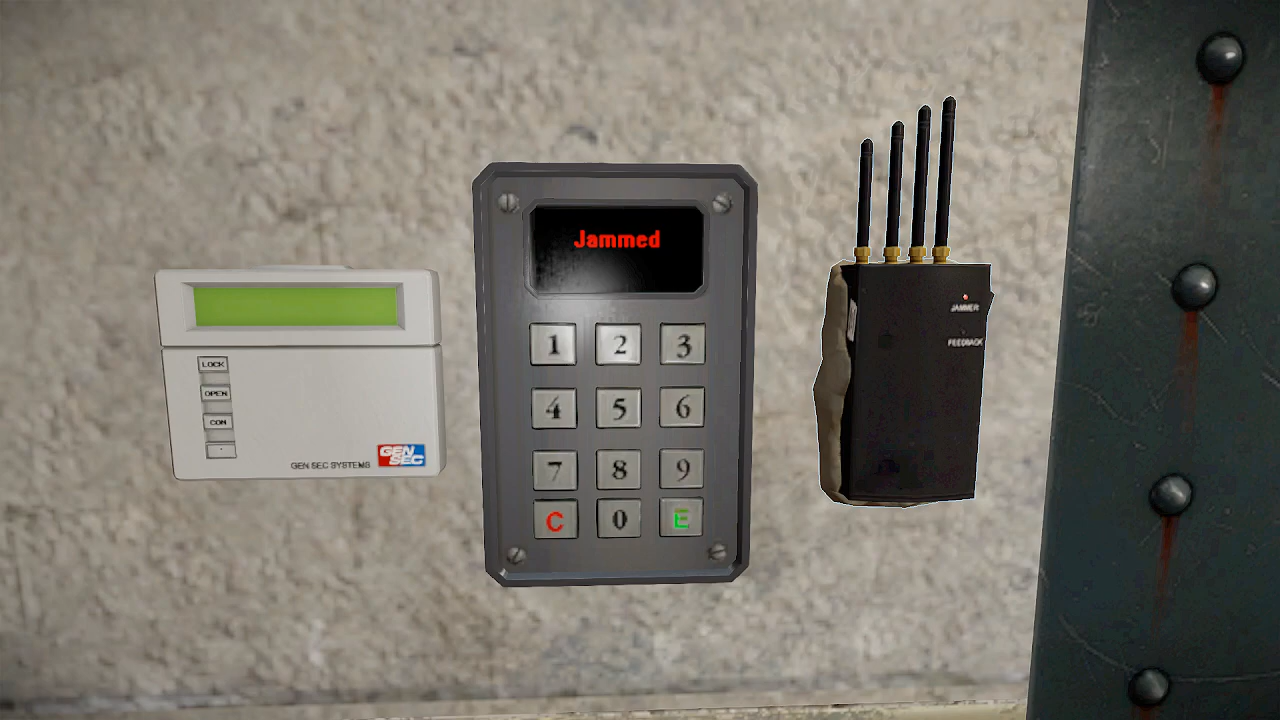 LOCK
OPEN
CON
GEN SEC SYSTEMS
GEN
SEC
Jammed
1 2 3
4 5 6
7 8 9
C 0 E
JAMMER
FEEDBACK